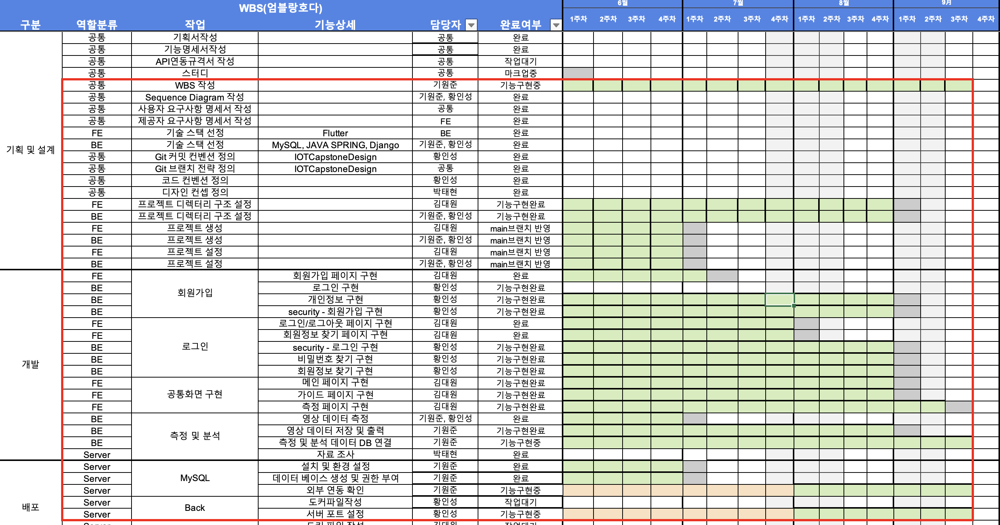 WBS(엄블랑호다) 6월 7월 8월 9月
구분 역할분류 작업 기능상세 담당자 완료여부 1주차 2주차 3주차 4주차 1주차 2주차 3주차 4주차 1주차 2주차 3주차 4주차 1주차 2주차 3주차 4주차
공통 기획서작성 공통 완료
공통 기능명세서작성 공통 완료
공통 API연동규격서 작성 공통 작업대기
공통 스터디 공통 마크업중
공통 WBS 작성 기원준 기능구현중
공통 Sequence Diagram 작성 기원준, 황인성 완료
공통 사용자 요구사항 명세서 작성 공통 완료
공통 제공자 요구사항 명세서 작성 FE 완료
FE 기술 스택 선정 Flutter BE 완료
기획 및 설계
BE 기술 스택 선정 MySQL, JAVA SPRING, Django 기원준, 황인성 완료
공통 Git 커밋 컨벤션 정의 IOTCapstoneDesign 황인성 완료
공통 Git 브랜치 전략 정의 IOTCapstoneDesign 공통 완료
공통 코드 컨벤션 정의 황인성 완료
공통 디자인 컨셉 정의 박태현 완료
FE 프로젝트 디렉터리 구조 설정 김대원 기능구현완료
BE 프로젝트 디렉터리 구조 설정 기원준, 황인성 기능구현완료
FE 프로젝트 생성 김대원 main브랜치 반영
BE 프로젝트 생성 기원준, 황인성 main브랜치 반영
FE 프로젝트 설정 김대원 main브랜치 반영
BE 프로젝트 설정 기원준, 황인성 main브랜치 반영
개발
FE 회원가입 회원가입 페이지 구현 김대원 완료
BE 로그인 구현 황인성 기능구현완료
BE 개인정보 구현 황인성 기능구현완료
BE security - 회원가입 구현 황인성 기능구현완료
FE 로그인 로그인/로그아웃 페이지 구현 김대원 완료
FE 회원정보 찾기 페이지 구현 김대원 완료
BE security - 로그인 구현 황인성 기능구현완료
BE 비밀번호 찾기 구현 황인성 기능구현완료
BE 회원정보 찾기 구현 황인성 기능구현완료
FE 공통화면 구현 메인 페이지 구현 김대원 기능구현완료
FE 가이드 페이지 구현 김대원 기능구현완료
FE 측정 페이지 구현 김대원 기능구현완료
BE 측정 및 분석 영상 데이터 측정 기원준, 황인성 완료
BE 영상 데이터 저장 및 출력 기원준 기능구현완료
BE 측정 및 분석 데이터 DB 연결 기원준 기능구현중
Server 자료 조사 박태현 완료
배포
Server MySQL 설치 및 환경 설정 기원준 완료
Server 데이터 베이스 생성 및 권한 부여 기원준 완료
Server 외부 연동 확인 기원준 기능구현중
Server Back 도커파일작성 황인성 작업대기
Server 서버 포트 설정 황인성 기능구현중